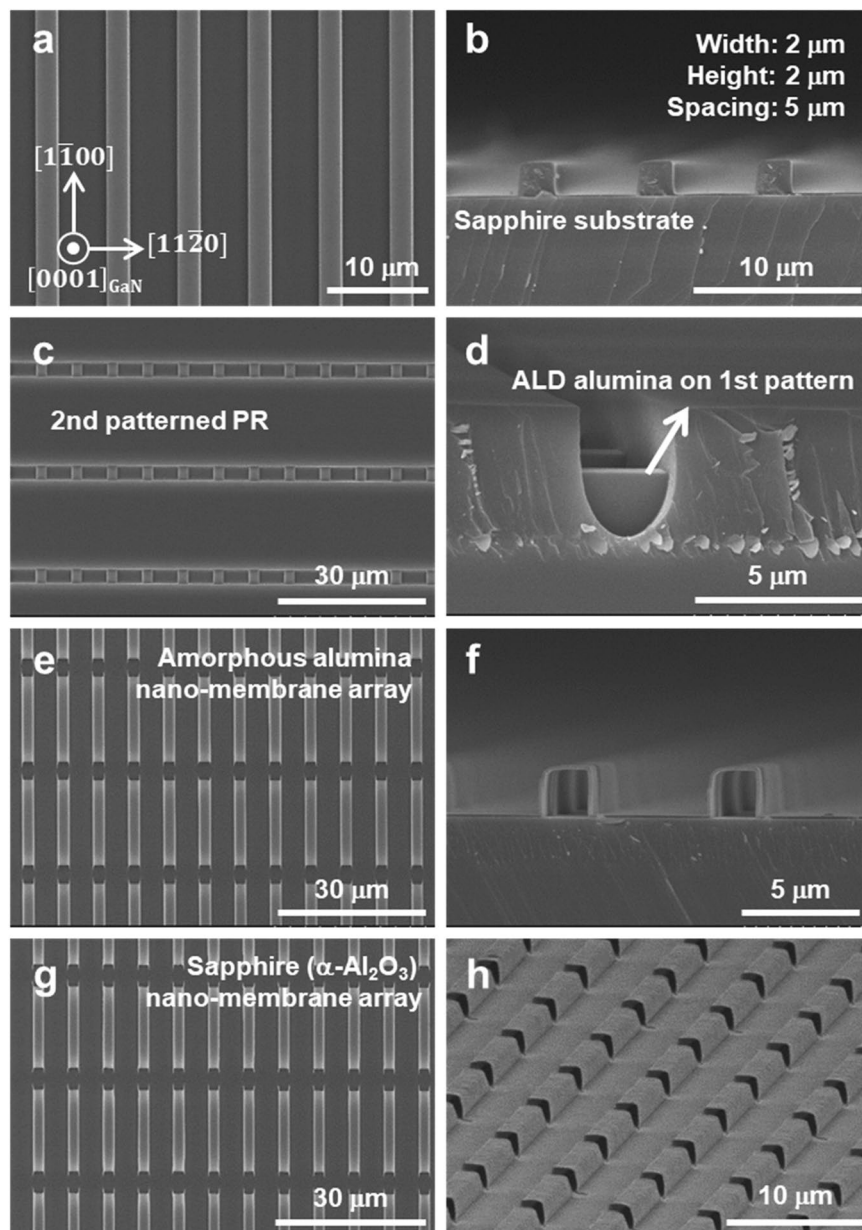 a
[11̅00]
[112̅0]
[0001]GaN
10 μm
b
Width: 2 μm
Height: 2 μm
Spacing: 5 μm
Sapphire substrate
10 μm
c
2nd patterned PR
30 μm
d
ALD alumina on 1st pattern
5 μm
e
Amorphous alumina
nano-membrane array
30 μm
f
5 μm
g
Sapphire (α-Al₂O₃)
nano-membrane array
30 μm
h
10 μm